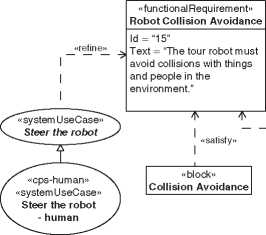 «functionalRequirement»
Robot Collision Avoidance
Id = “15”
Text = “The tour robot must
avoid collisions with things
and people in the
environment.”
«refine»
«systemUseCase»
Steer the robot
«satisfy»
«cps-human»
«systemUseCase»
Steer the robot
- human
«block»
Collision Avoidance